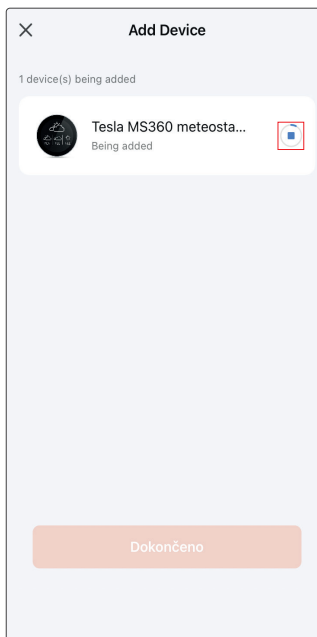 Add Device
1 device(s) being added
Tesla MS360 meteosta...
Being added
Dokončeno